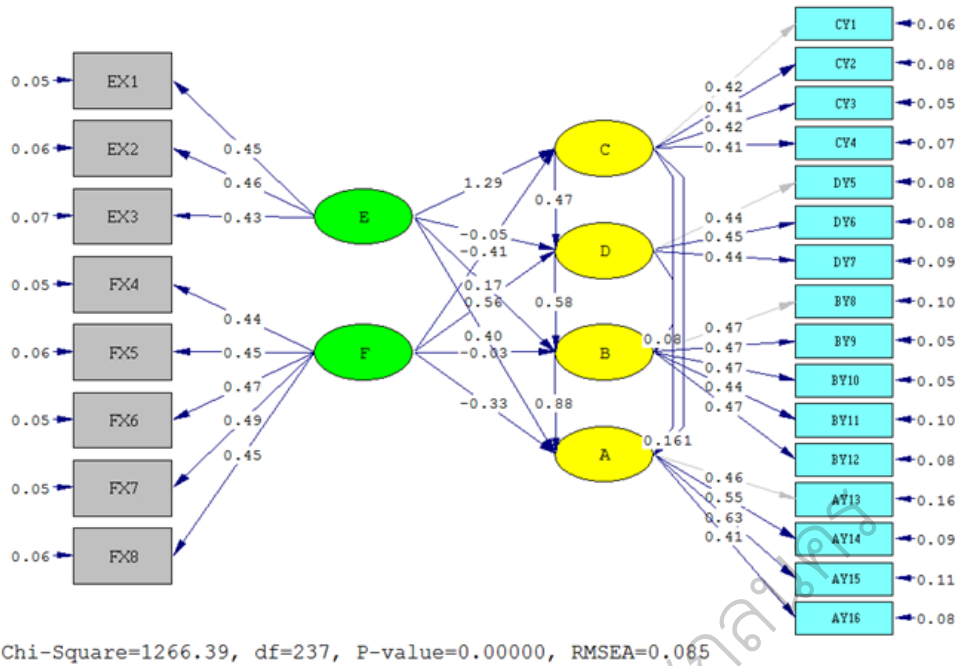 EX1
EX2
EX3
FX4
FX5
FX6
FX7
FX8
0.05
0.06
0.07
0.05
0.06
0.05
0.05
0.06
0.45
0.46
0.43
0.44
0.45
0.47
0.49
0.45
E
F
1.29
-0.05
-0.41
0.17
0.56
0.40
-0.03
-0.33
C
D
B
A
0.47
0.58
0.88
0.08
0.42
0.41
0.42
0.41
0.44
0.45
0.44
0.47
0.47
0.47
0.44
0.47
0.46
0.55
0.63
0.41
CY1
CY2
CY3
CY4
DY5
DY6
DY7
BY8
BY9
BY10
BY11
BY12
AY13
AY14
AY15
AY16
0.06
0.08
0.05
0.07
0.08
0.08
0.09
0.10
0.05
0.05
0.10
0.08
0.16
0.09
0.11
0.08
Chi-Square=1266.39, df=237, P-value=0.00000, RMSEA=0.085